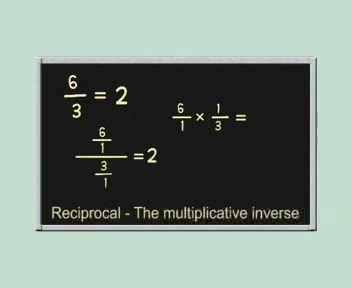 6/3 = 2
6/1 × 1/3 =
6/1 / 3/1 = 2
Reciprocal - The multiplicative inverse